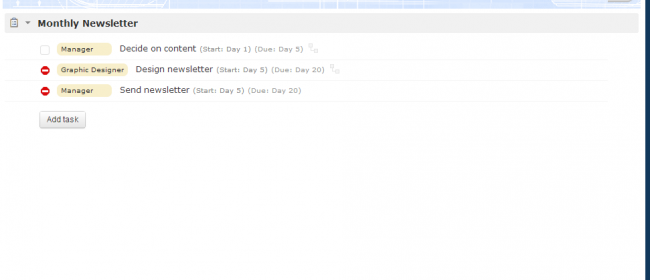 Monthly Newsletter
Manager Decide on content (Start: Day 1) (Due: Day 5)
Graphic Designer Design newsletter (Start: Day 5) (Due: Day 20)
Manager Send newsletter (Start: Day 5) (Due: Day 20)
Add task